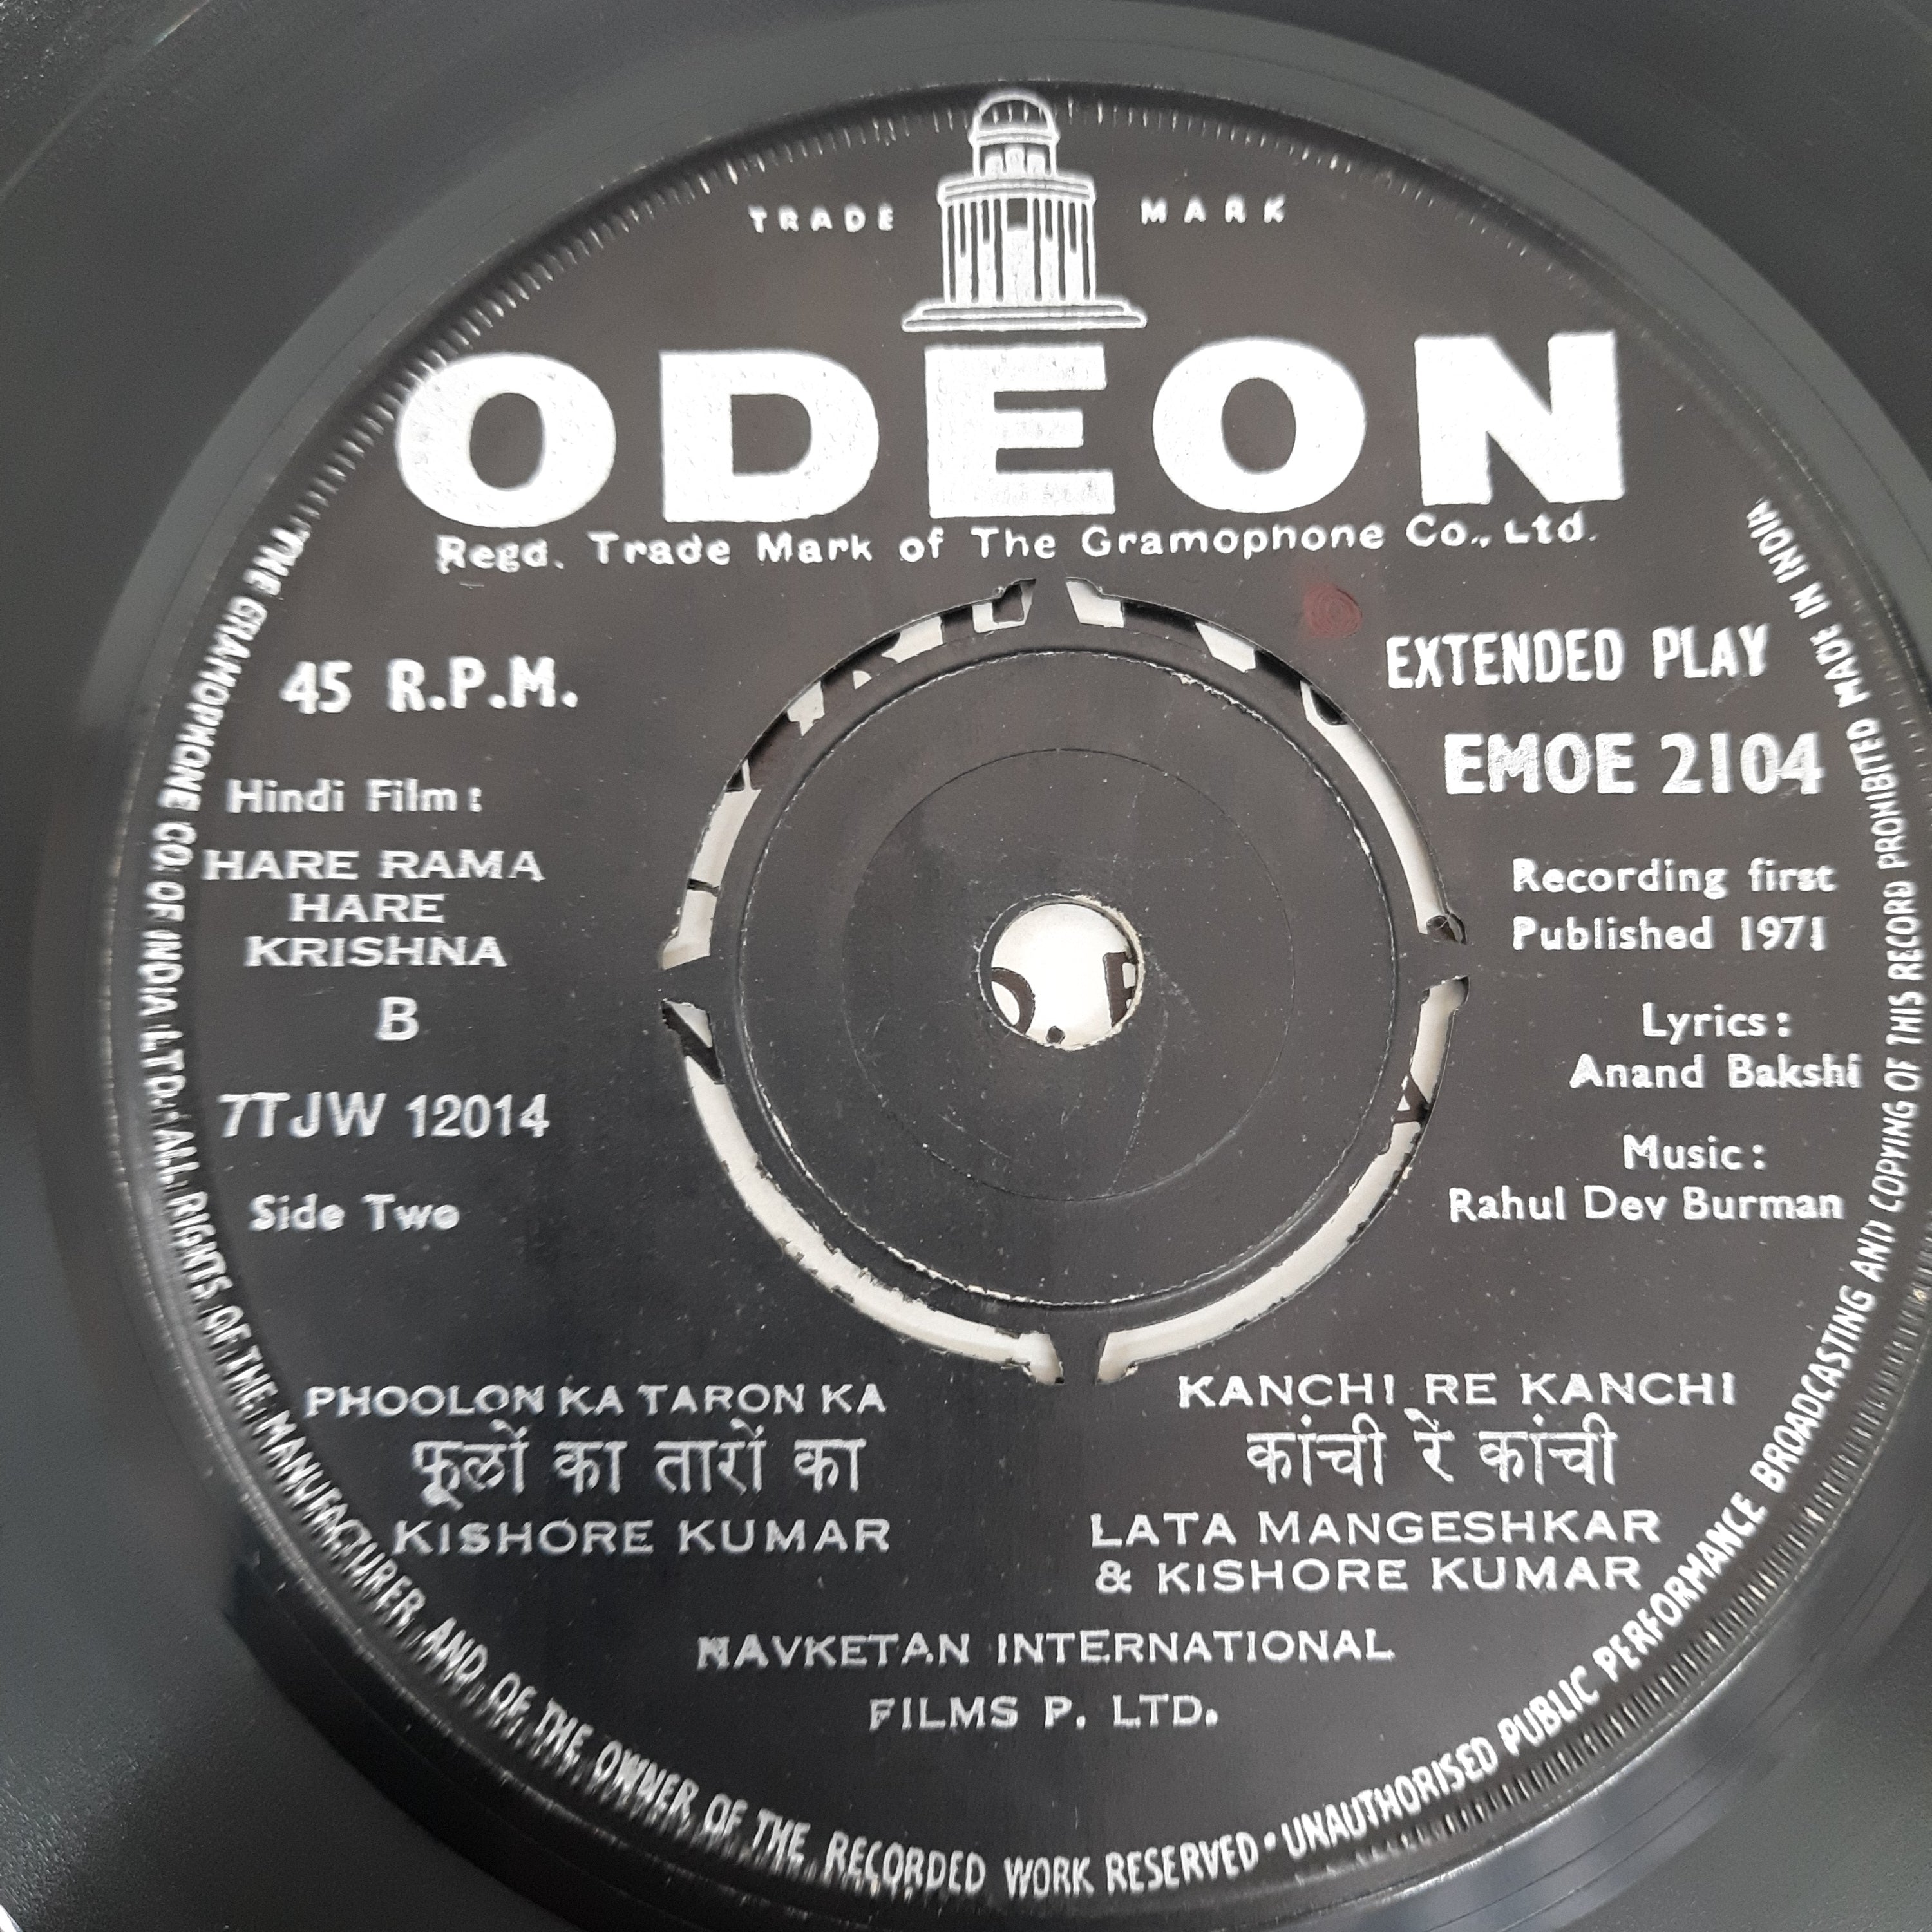 TRADE MARK
ODEON
Regd. Trade Mark of The Gramophone Co., Ltd.
45 R.P.M.
EXTENDED PLAY
EMOE 2104
Hindi Film:
HARE RAMA
HARE
KRISHNA
B
7TJW 12014
Side Two
Recording first
Published 1971
Lyrics:
Anand Bakshi
Music:
Rahul Dev Burman
PHOOLON KA TARON KA
फूलों का तारों का
KISHORE KUMAR
KANCHI RE KANCHI
कांची रे कांची
LATA MANGESHKAR
& KISHORE KUMAR
NAVKETAN INTERNATIONAL
FILMS P. LTD.
THE GRAMOPHONE CO. OF INDIA LTD. ALL RIGHTS OF THE MANUFACTURER AND OF THE OWNER OF THE RECORDED WORK RESERVED • UNAUTHORISED PUBLIC PERFORMANCE BROADCASTING AND COPYING OF THIS RECORD PROHIBITED MADE IN INDIA